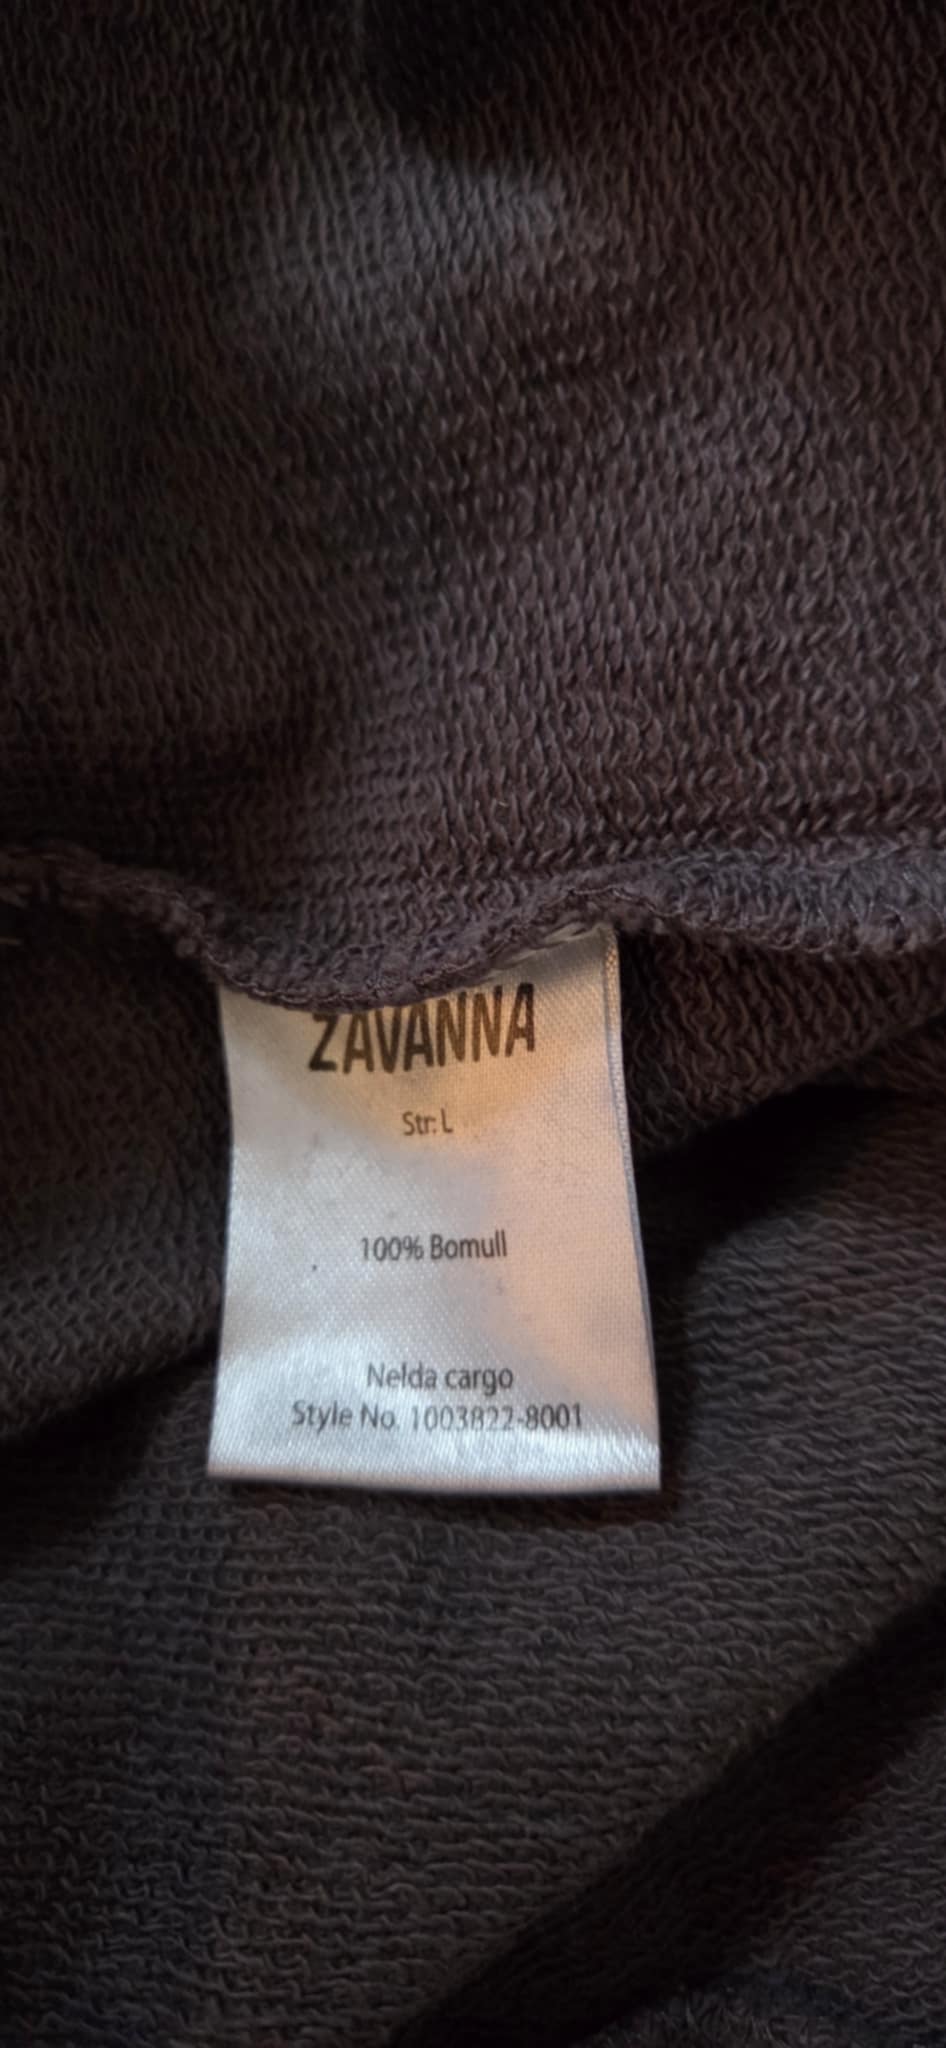 ZAVANNA
Str: L
100% Bomull
Nelda cargo
Style No. 1003822-8001